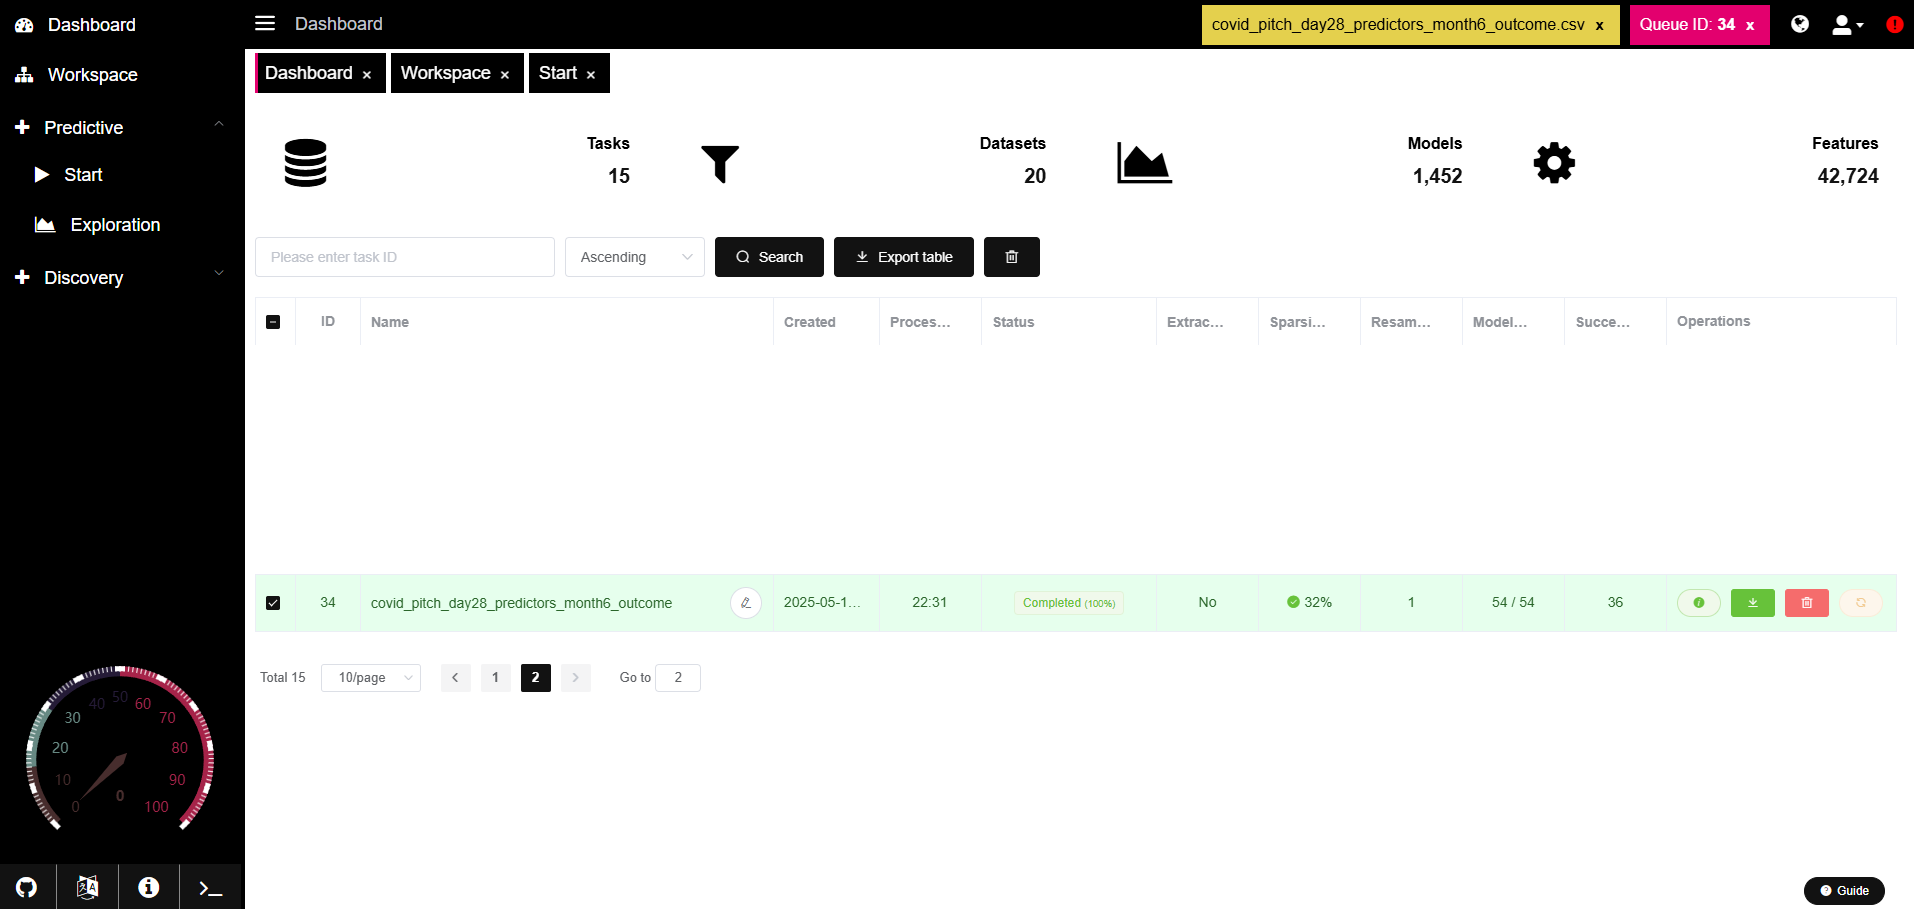 Dashboard
Workspace
Predictive
Start
Exploration
Discovery
Dashboard
covid_pitch_day28_predictors_month6_outcome.csv x
Queue ID: 34 x
Dashboard ×
Workspace ×
Start ×
Tasks
15
Datasets
20
Models
1,452
Features
42,724
Please enter task ID
Ascending
Search
Export table
ID Name Created Proces... Status Extrac... Sparsi... Resam... Model... Succe... Operations
34 covid_pitch_day28_predictors_month6_outcome 2025-05-1... 22:31 Completed (100%) No 32% 1 54 / 54 36
Total 15 10/page 1 2 Go to 2
0
10
20
30
40
50
60
70
80
90
100
0
Guide